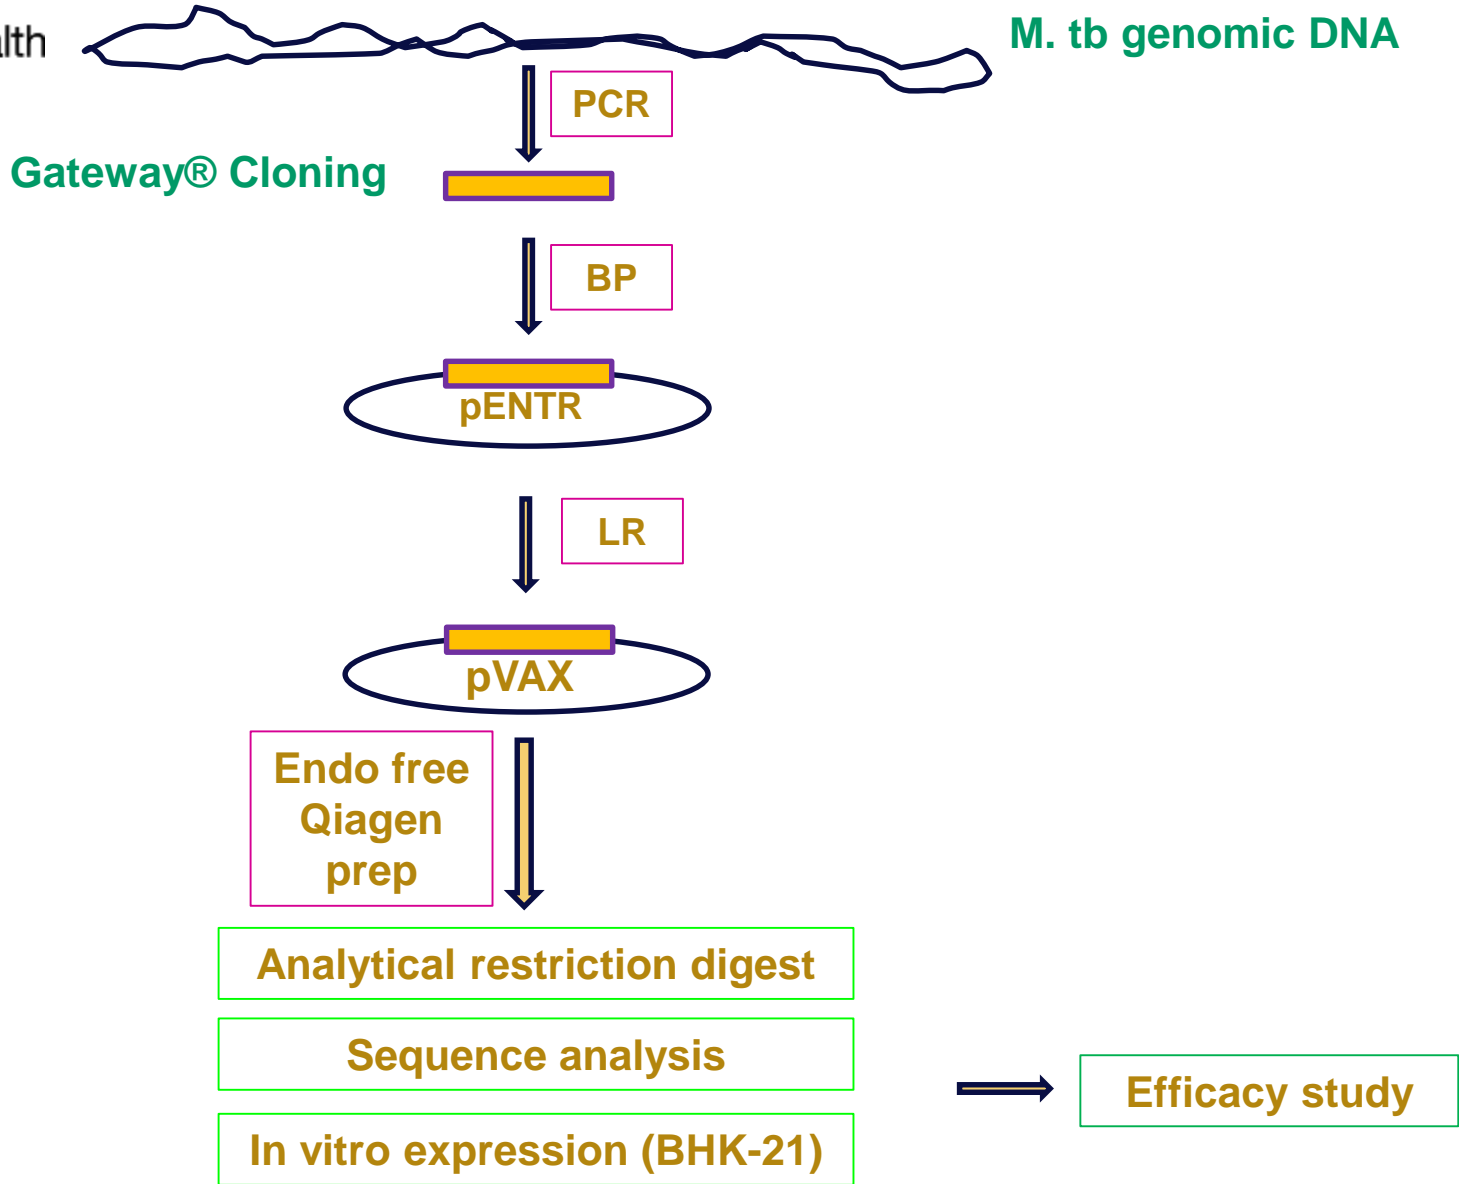 M. tb genomic DNA
PCR
Gateway® Cloning
BP
pENTR
LR
pVAX
Endo free
Qiagen
prep
Analytical restriction digest
Sequence analysis
Efficacy study
In vitro expression (BHK-21)